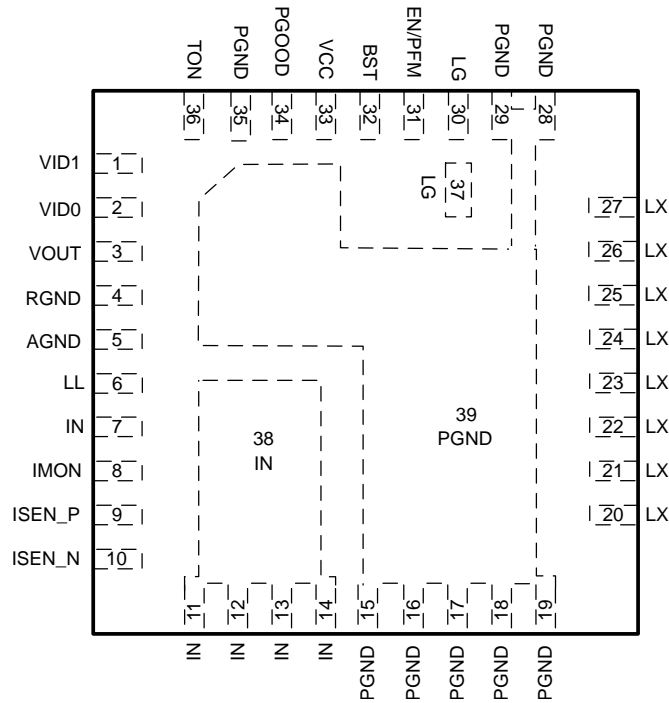 TON
PGND
PGOOD
VCC
BST
EN/PFM
LG
PGND
PGND
36
35
34
33
32
31
30
29
28
VID1 1
VID0 2
VOUT 3
RGND 4
AGND 5
LL 6
IN 7
IMON 8
ISEN_P 9
ISEN_N 10
LG
37
27 LX
26 LX
25 LX
24 LX
23 LX
22 LX
21 LX
20 LX
38
IN
39
PGND
11
12
13
14
15
16
17
18
19
IN
IN
IN
IN
PGND
PGND
PGND
PGND
PGND